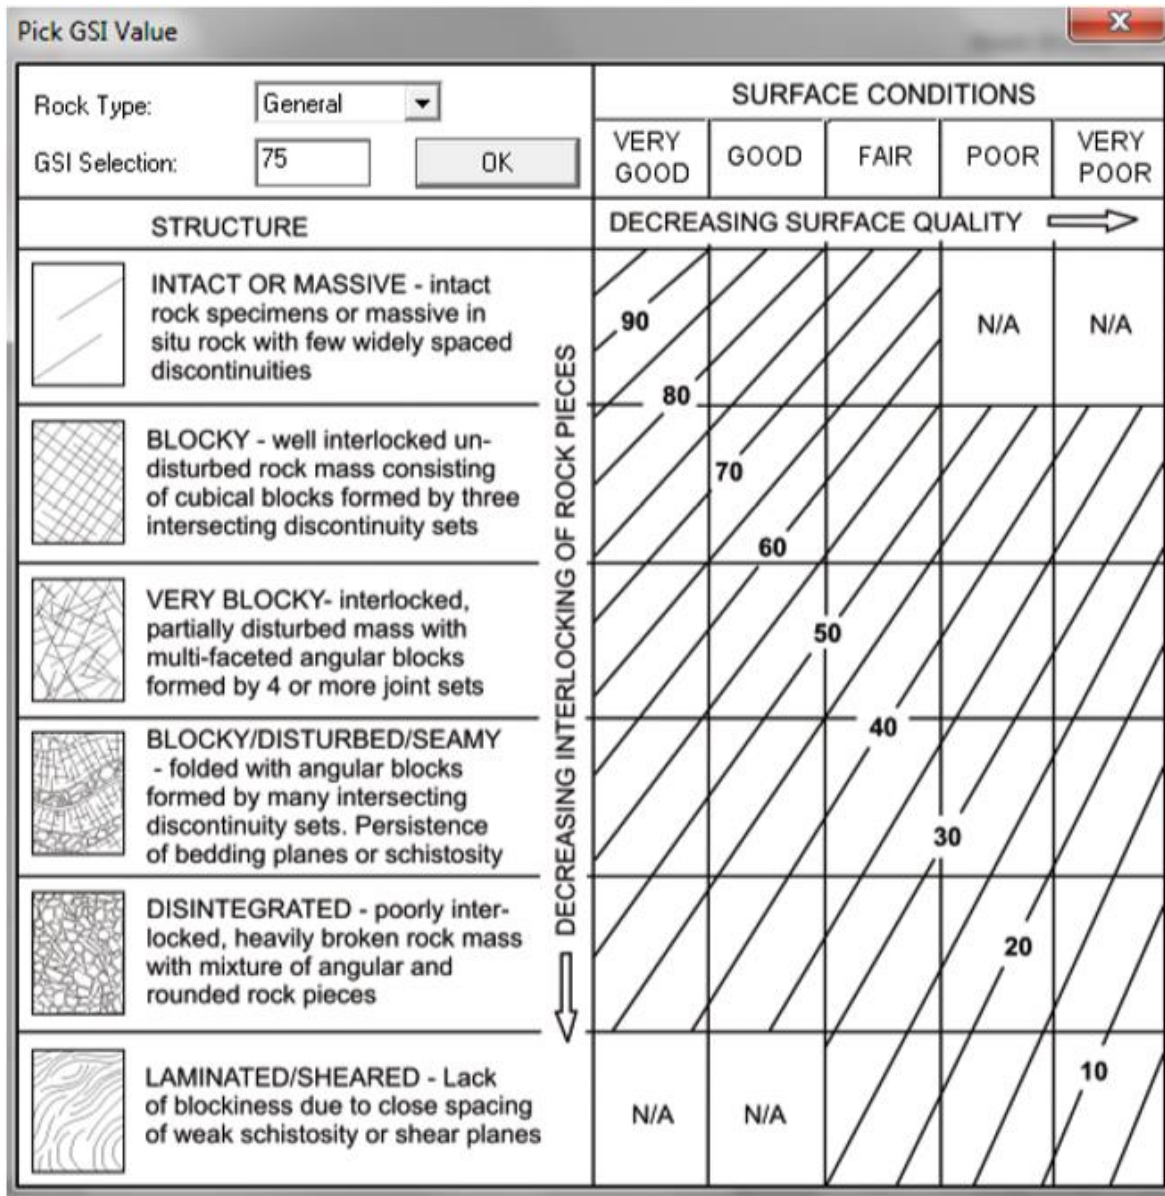 Pick GSI Value
X
Rock Type:
General
GSI Selection:
75
OK
SURFACE CONDITIONS
VERY GOOD
GOOD
FAIR
POOR
VERY POOR
STRUCTURE
DECREASING SURFACE QUALITY
DECREASING INTERLOCKING OF ROCK PIECES
INTACT OR MASSIVE - intact
rock specimens or massive in
situ rock with few widely spaced
discontinuities
90
80
N/A
N/A
BLOCKY - well interlocked un-
disturbed rock mass consisting
of cubical blocks formed by three
intersecting discontinuity sets
70
60
VERY BLOCKY- interlocked,
partially disturbed mass with
multi-faceted angular blocks
formed by 4 or more joint sets
50
BLOCKY/DISTURBED/SEAMY
- folded with angular blocks
formed by many intersecting
discontinuity sets. Persistence
of bedding planes or schistosity
40
30
DISINTEGRATED - poorly inter-
locked, heavily broken rock mass
with mixture of angular and
rounded rock pieces
20
LAMINATED/SHEARED - Lack
of blockiness due to close spacing
of weak schistosity or shear planes
N/A
N/A
10